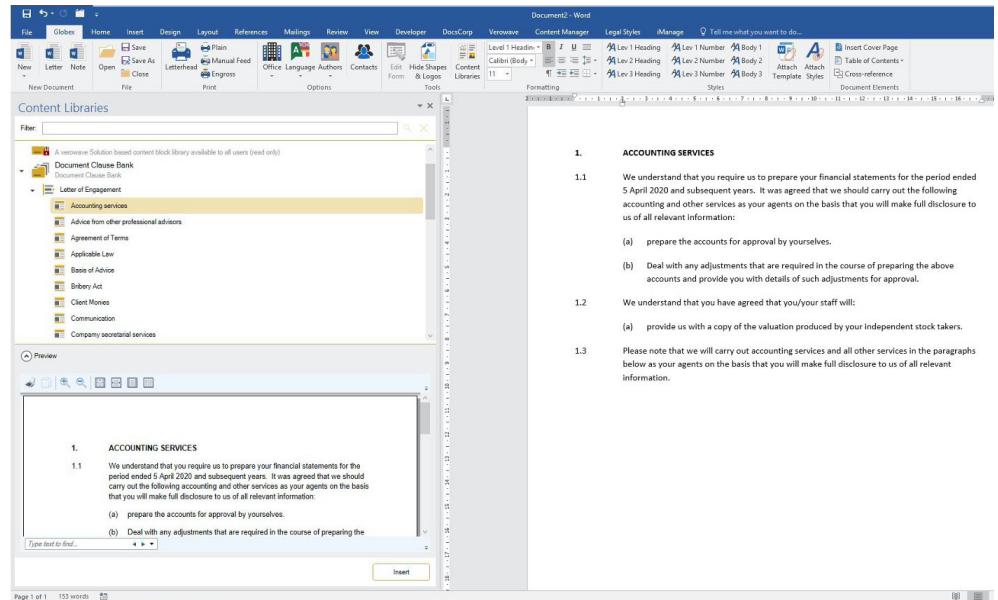 Document2 - Word
File Globex Home Insert Design Layout References Mailings Review View Developer DocsCorp Verowave Content Manager Legal Styles iManage Tell me what you want to do...
New Letter Note Open Save Save As Close Letterhead Plain Manual Feed Engross Office Language Authors Contacts Edit Form Hide Shapes & Logos Content Libraries
Level 1 Headin Calibri (Body 11 B I U
Lev 1 Heading Lev 1 Number Body 1
Lev 2 Heading Lev 2 Number Body 2
Lev 3 Heading Lev 3 Number Body 3
Attach Template Attach Styles
Insert Cover Page
Table of Contents
Cross-reference
New Document File Print Options Tools Formatting Styles Document Elements
Content Libraries
Filter:
A verowave Solution based content block library available to all users (read only)
Document Clause Bank
Document Clause Bank
Letter of Engagement
Accounting services
Advice from other professional advisors
Agreement of Terms
Applicable Law
Basis of Advice
Bribery Act
Client Monies
Communication
Company secretarial services
Preview
1. ACCOUNTING SERVICES
1.1 We understand that you require us to prepare your financial statements for the
period ended 5 April 2020 and subsequent years. It was agreed that we should
carry out the following accounting and other services as your agents on the basis
that you will make full disclosure to us of all relevant information:
(a) prepare the accounts for approval by yourselves.
(b) Deal with any adjustments that are required in the course of preparing the
Type text to find...
Insert
1. ACCOUNTING SERVICES
1.1 We understand that you require us to prepare your financial statements for the period ended
5 April 2020 and subsequent years. It was agreed that we should carry out the following
accounting and other services as your agents on the basis that you will make full disclosure to
us of all relevant information:
(a) prepare the accounts for approval by yourselves.
(b) Deal with any adjustments that are required in the course of preparing the above
accounts and provide you with details of such adjustments for approval.
1.2 We understand that you have agreed that you/your staff will:
(a) provide us with a copy of the valuation produced by your independent stock takers.
1.3 Please note that we will carry out accounting services and all other services in the paragraphs
below as your agents on the basis that you will make full disclosure to us of all relevant
information.
Page 1 of 1 153 words